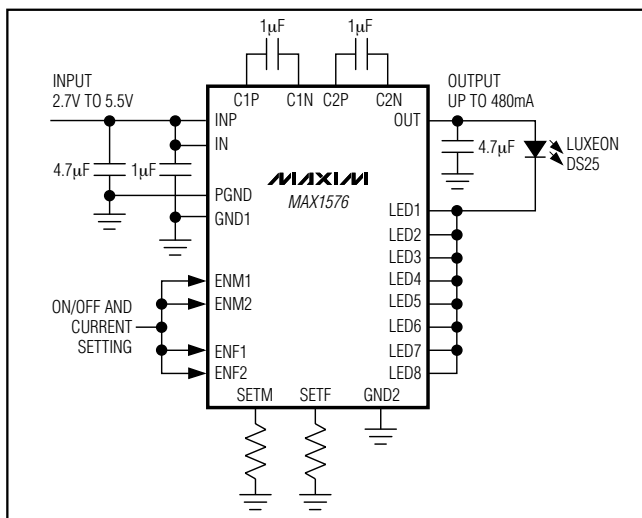 1µF
1µF
INPUT
2.7V TO 5.5V
C1P
C1N
C2P
C2N
OUTPUT
UP TO 480mA
INP
OUT
IN
4.7µF
1µF
4.7µF
LUXEON
DS25
MAXIM
MAX1576
PGND
GND1
LED1
LED2
LED3
LED4
LED5
LED6
LED7
LED8
ENM1
ENM2
ON/OFF AND
CURRENT
SETTING
ENF1
ENF2
SETM
SETF
GND2